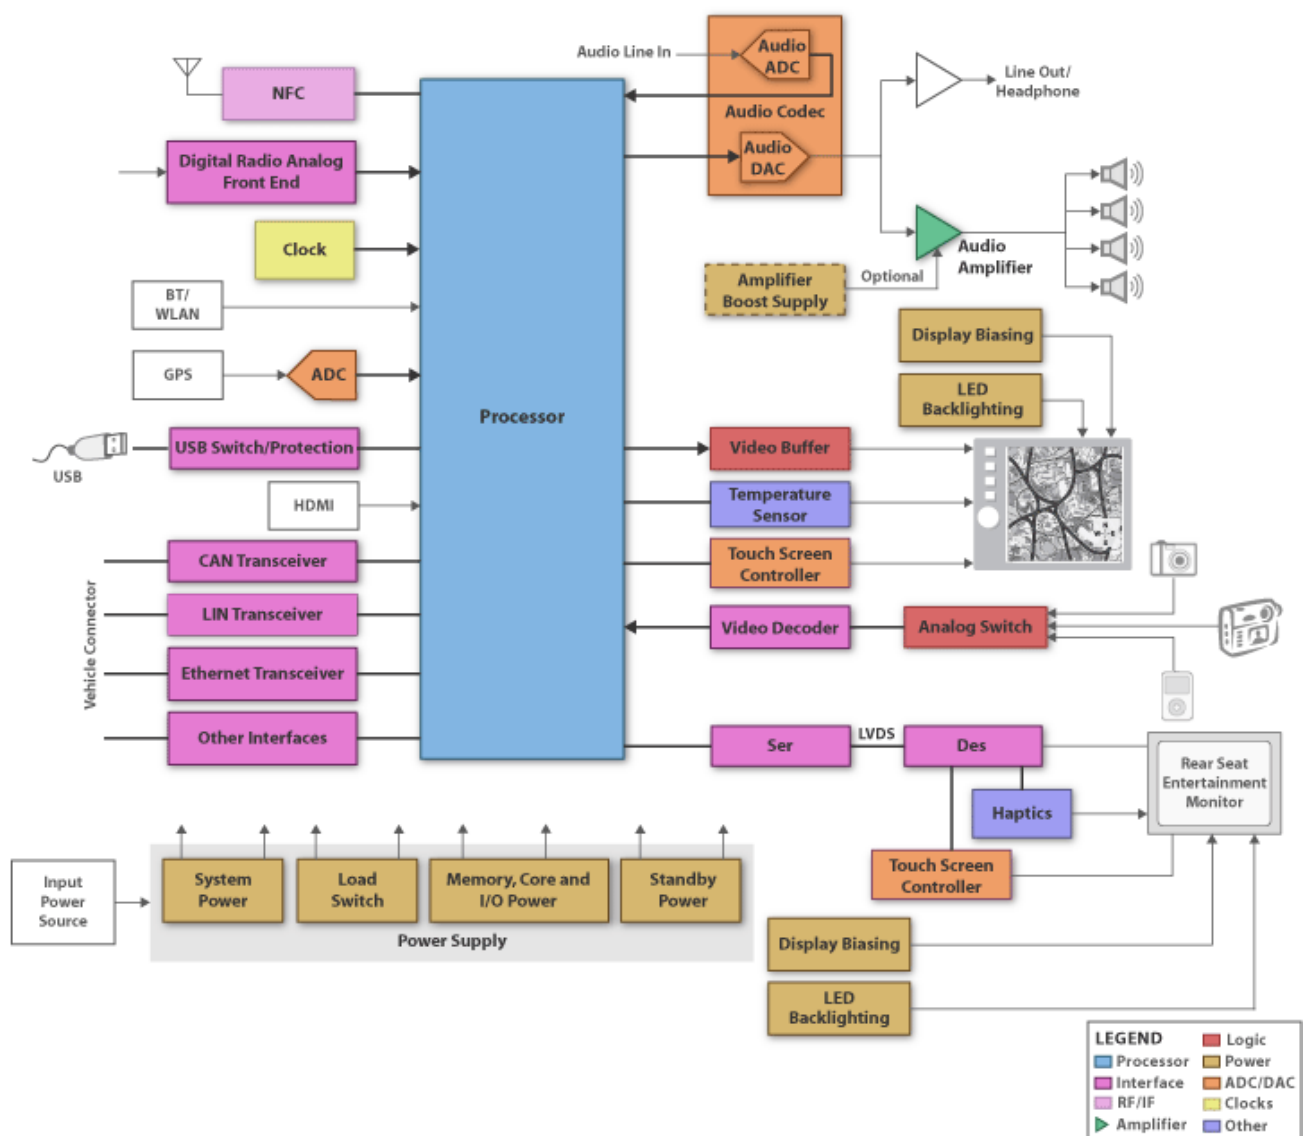 Audio Line In
Audio
ADC
Audio Codec
Audio
DAC
Line Out/
Headphone
NFC
Digital Radio Analog
Front End
Clock
BT/
WLAN
GPS
ADC
Processor
Audio
Amplifier
Optional
Amplifier
Boost Supply
Display Biasing
LED
Backlighting
USB
USB Switch/Protection
HDMI
Video Buffer
Temperature
Sensor
Touch Screen
Controller
Vehicle Connector
CAN Transceiver
LIN Transceiver
Ethernet Transceiver
Other Interfaces
Video Decoder
Analog Switch
Ser
LVDS
Des
Rear Seat
Entertainment
Monitor
Haptics
Touch Screen
Controller
Input
Power
Source
System
Power
Load
Switch
Memory, Core and
I/O Power
Standby
Power
Power Supply
Display Biasing
LED
Backlighting
LEGEND
Processor
Interface
RF/IF
Amplifier
Logic
Power
ADC/DAC
Clocks
Other